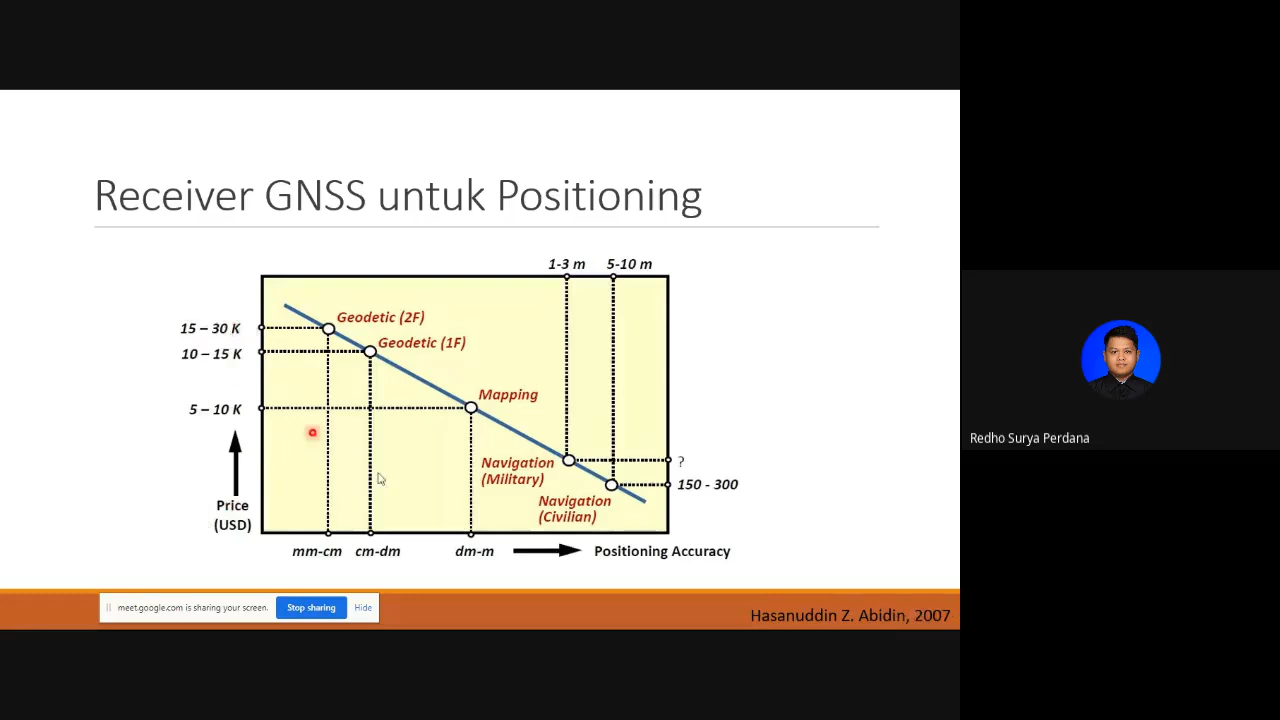 Receiver GNSS untuk Positioning
1-3 m
5-10 m
15 – 30 K
Geodetic (2F)
10 – 15 K
Geodetic (1F)
5 – 10 K
Mapping
Navigation
(Military)
?
Navigation
(Civilian)
150 - 300
Price
(USD)
mm-cm
cm-dm
dm-m
Positioning Accuracy
meet.google.com is sharing your screen.
Stop sharing
Hide
Hasanuddin Z. Abidin, 2007
Redho Surya Perdana